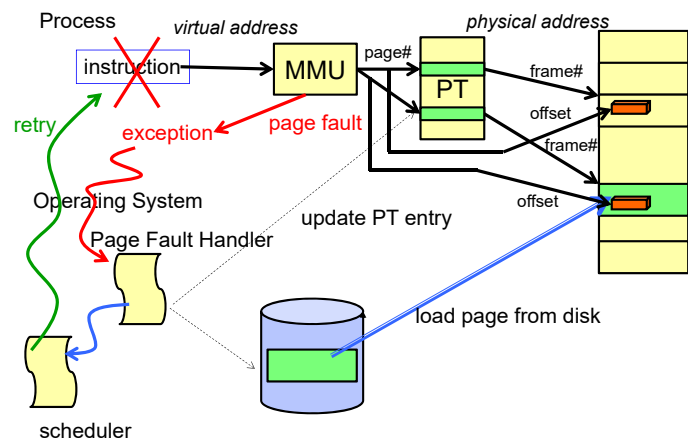 Process
virtual address
physical address
instruction
MMU
page#
PT
frame#
offset
frame#
retry
exception
page fault
offset
Operating System
update PT entry
Page Fault Handler
load page from disk
scheduler